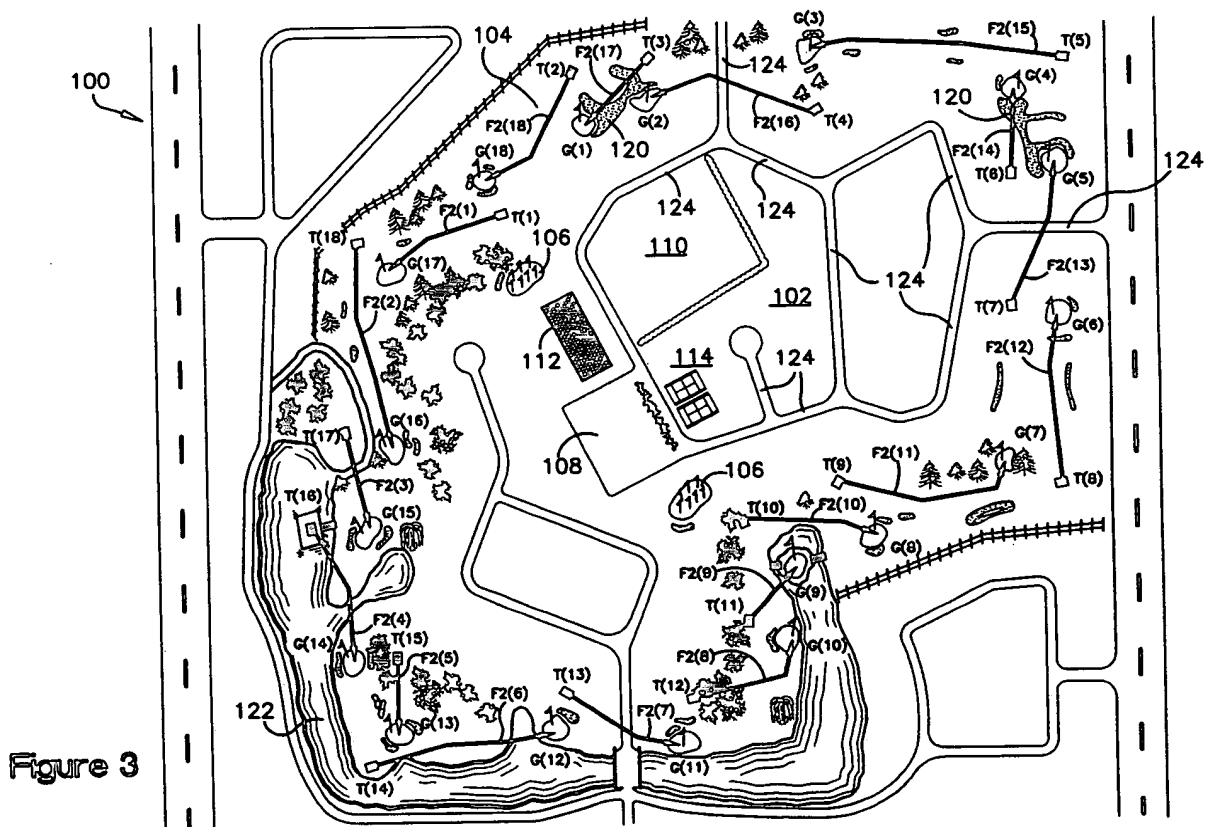 G(3)
F2(15)
T(5)
104
F2(17)
T(3)
124
T(2)
G(4)
100
120
F2(18)
G(2)
F2(16)
T(4)
G(1)
120
F2(14)
G(18)
T(6)
G(5)
124
124
124
124
F2(1)
T(1)
T(18)
110
106
G(17)
124
F2(13)
F2(2)
102
T(7)
G(6)
112
114
124
F2(12)
G(16)
T(17)
108
G(7)
T(9)
F2(11)
F2(3)
106
T(8)
T(16)
T(10)
F2(10)
G(15)
G(8)
F2(9)
G(9)
T(11)
F2(4)
G(14)
T(15)
F2(5)
F2(8)
G(10)
T(13)
T(12)
F2(6)
122
G(13)
F2(7)
G(12)
G(11)
T(14)
Figure 3